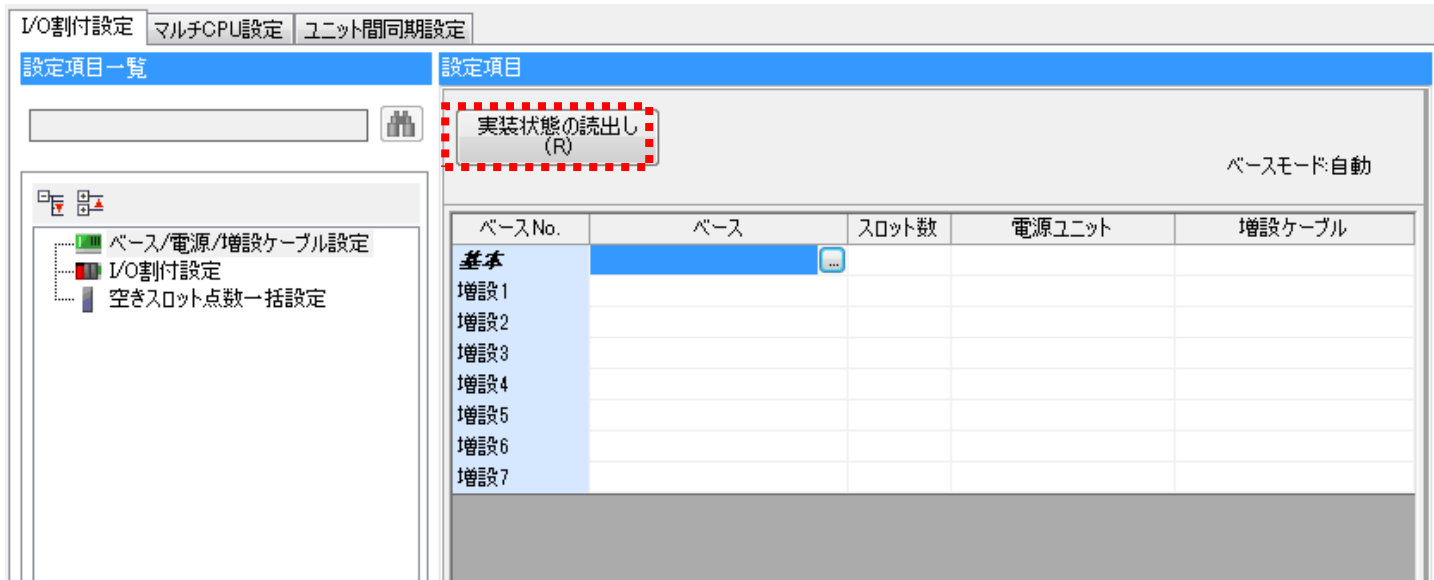 I/O割付設定 マルチCPU設定 ユニット間同期設定
設定項目一覧
設定項目
実装状態の読出し
(R)
ベースモード:自動
ベース/電源/増設ケーブル設定
I/O割付設定
空きスロット点数一括設定
ベースNo. ベース スロット数 電源ユニット 増設ケーブル
基本 ...
増設1
増設2
増設3
増設4
増設5
増設6
増設7